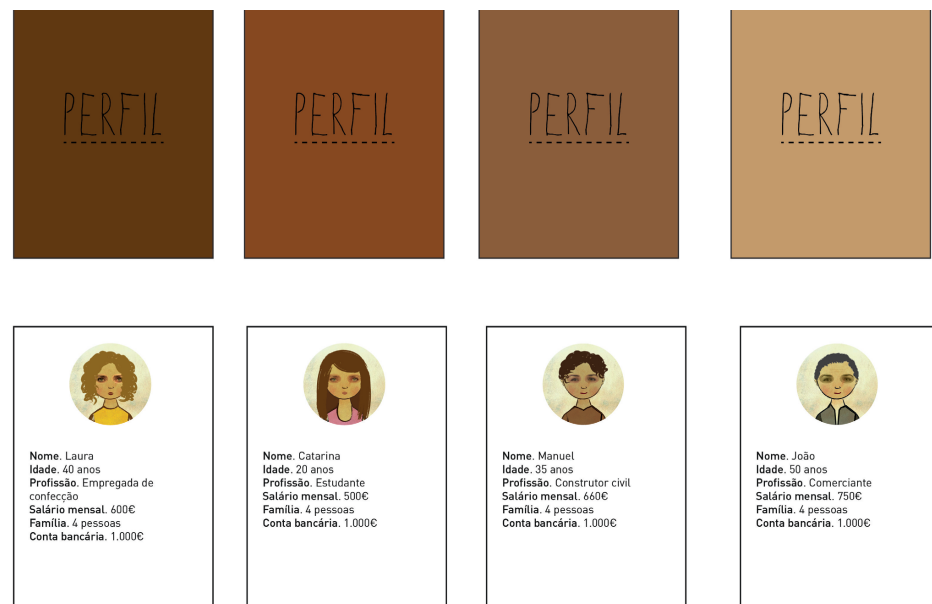 PERFIL
PERFIL
PERFIL
PERFIL
Nome. Laura
Idade. 40 anos
Profissão. Empregada de
confecção
Salário mensal. 600€
Família. 4 pessoas
Conta bancária. 1.000€
Nome. Catarina
Idade. 20 anos
Profissão. Estudante
Salário mensal. 500€
Família. 4 pessoas
Conta bancária. 1.000€
Nome. Manuel
Idade. 35 anos
Profissão. Construtor civil
Salário mensal. 660€
Família. 4 pessoas
Conta bancária. 1.000€
Nome. João
Idade. 50 anos
Profissão. Comerciante
Salário mensal. 750€
Família. 4 pessoas
Conta bancária. 1.000€